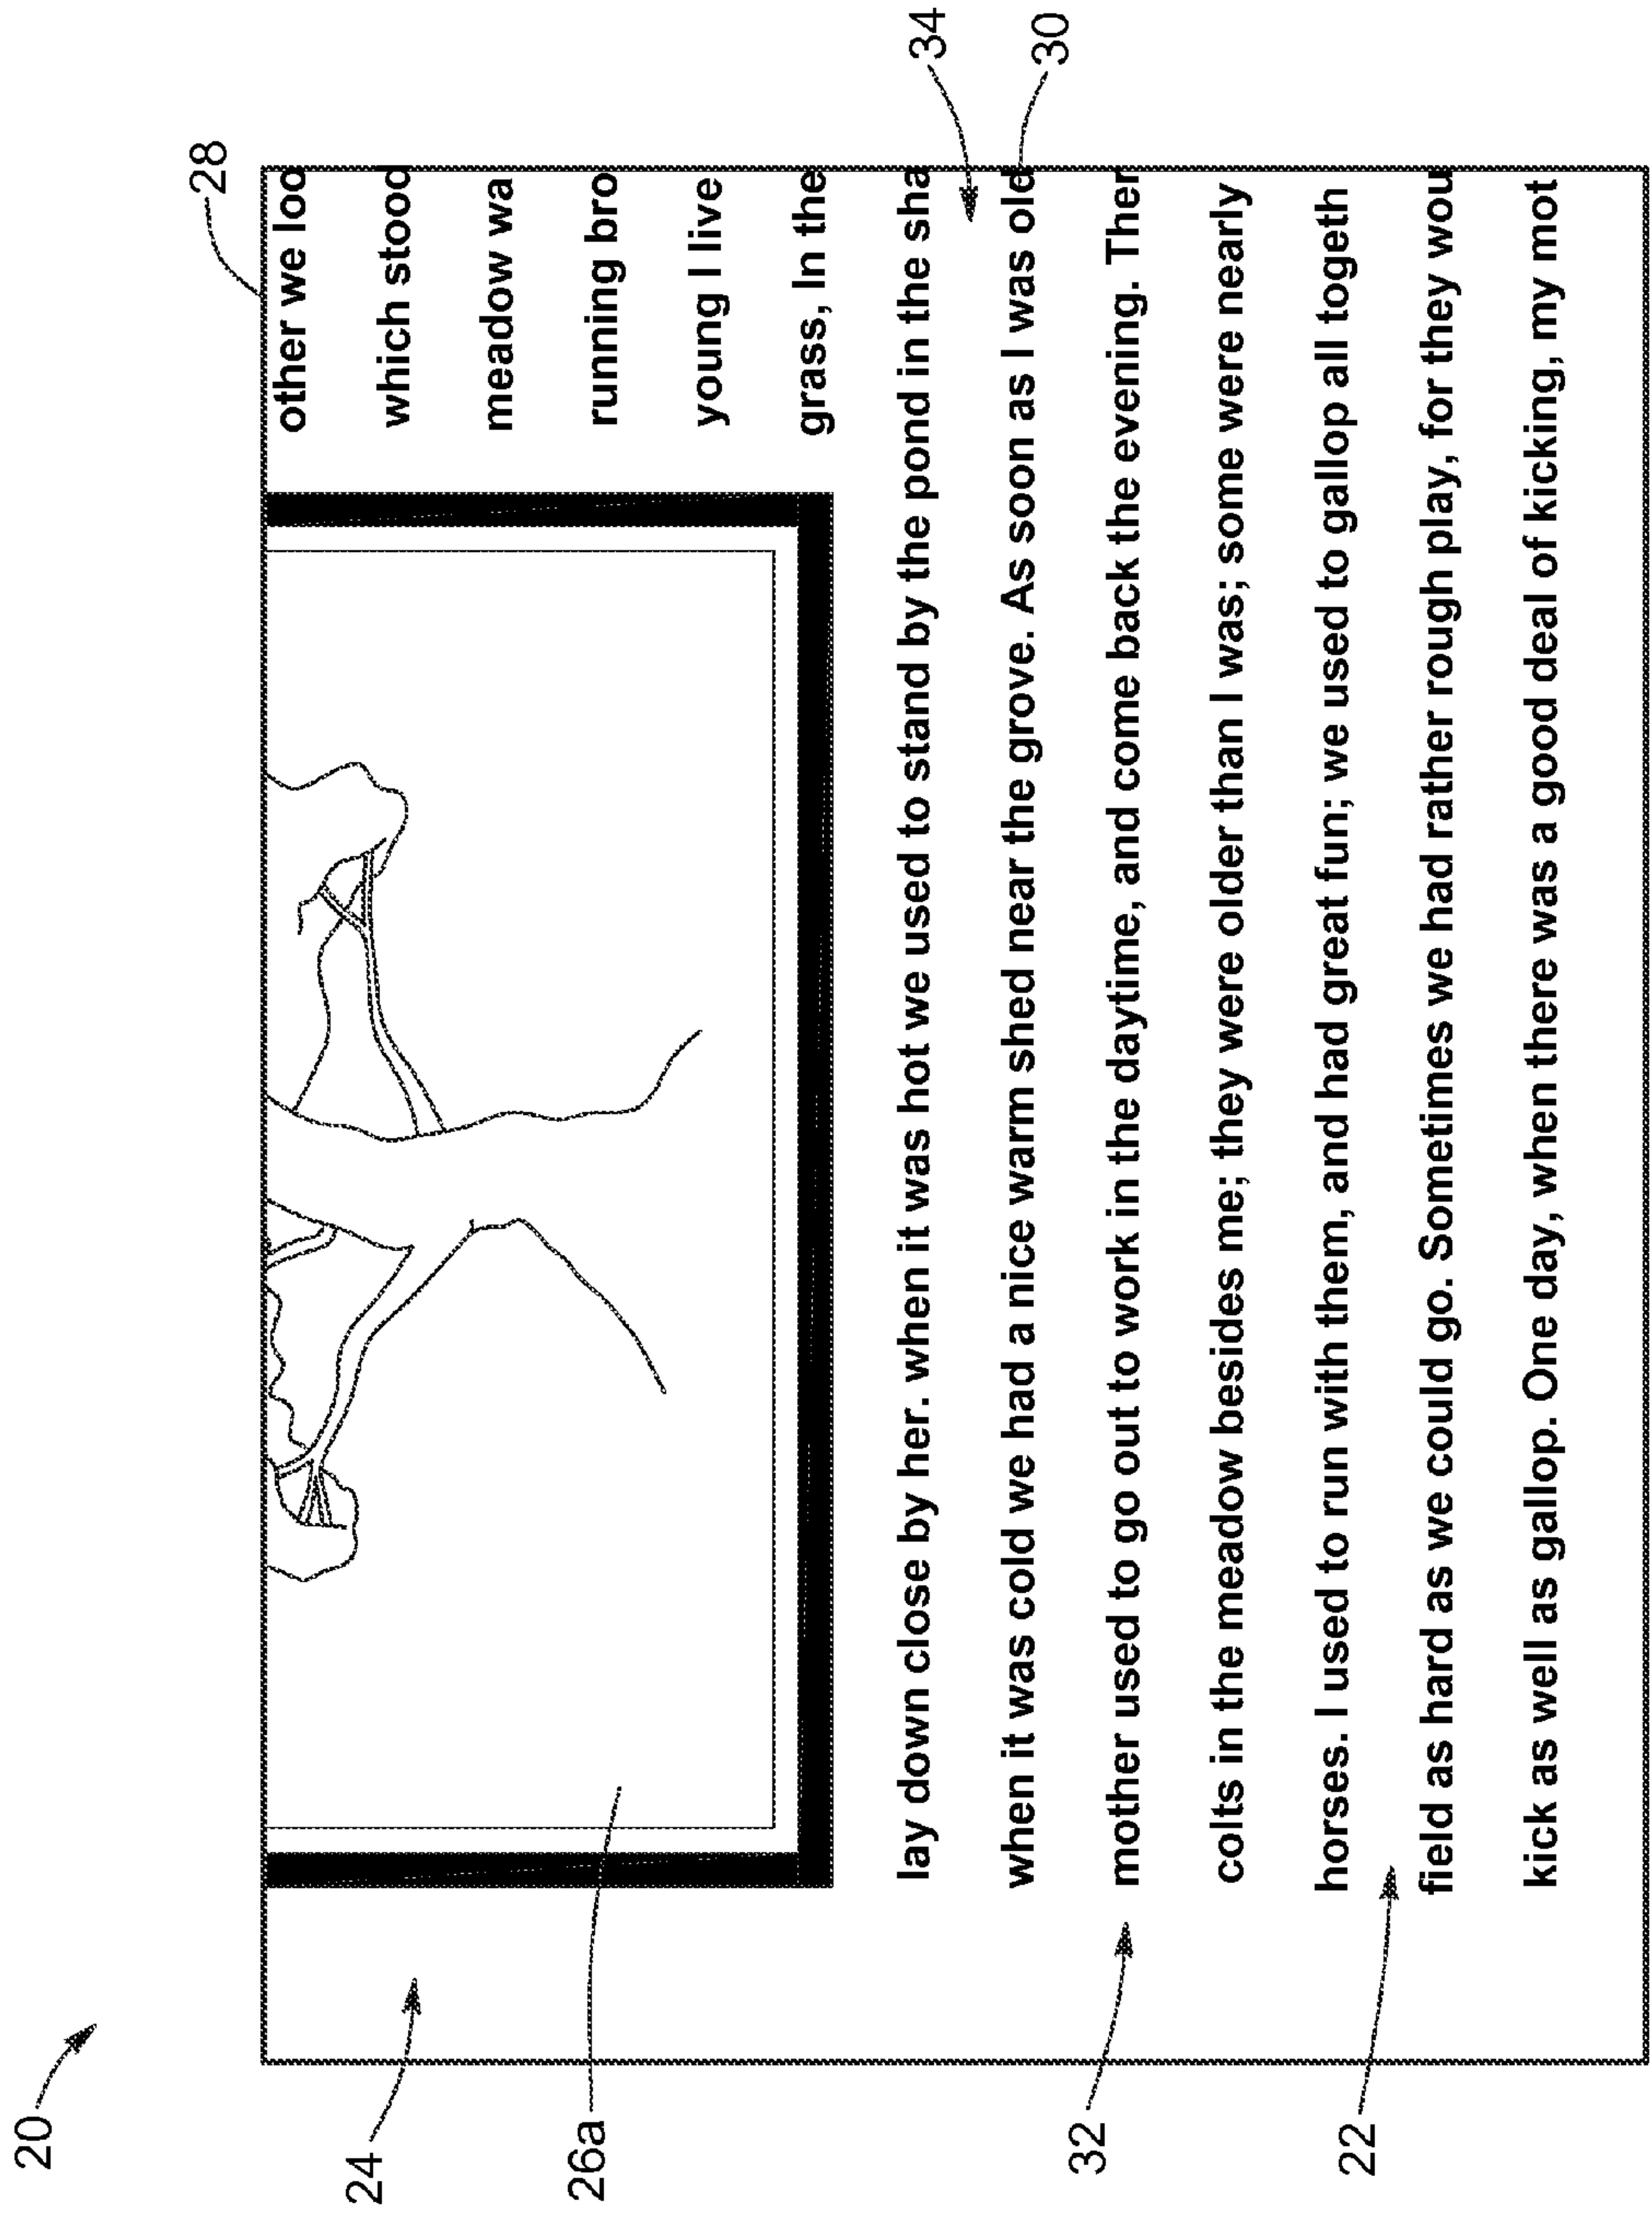 20
28
24
26a
32
22
34
30
other we loo
which stood
meadow wa
running bro
young I live
grass, In the
lay down close by her. when it was hot we used to stand by the pond in the sha
when it was cold we had a nice warm shed near the grove. As soon as I was old
mother used to go out to work in the daytime, and come back the evening. Ther
colts in the meadow besides me; they were older than I was; some were nearly
horses. I used to run with them, and had great fun; we used to gallop all togeth
field as hard as we could go. Sometimes we had rather rough play, for they wou
kick as well as gallop. One day, when there was a good deal of kicking, my mot